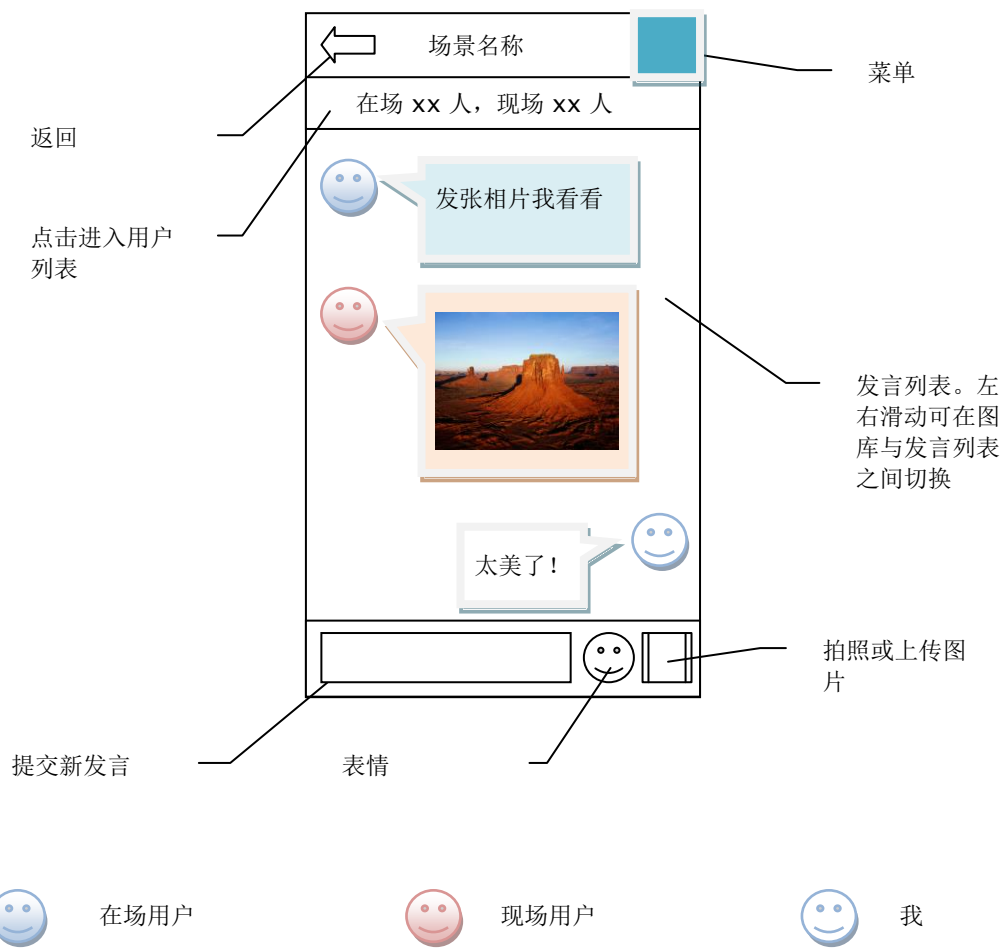 场景名称
菜单
在场 xx 人，现场 xx 人
返回
发张相片我看看
点击进入用户
列表
发言列表。左
右滑动可在图
库与发言列表
之间切换
太美了！
拍照或上传图
片
提交新发言
表情
在场用户
现场用户
我